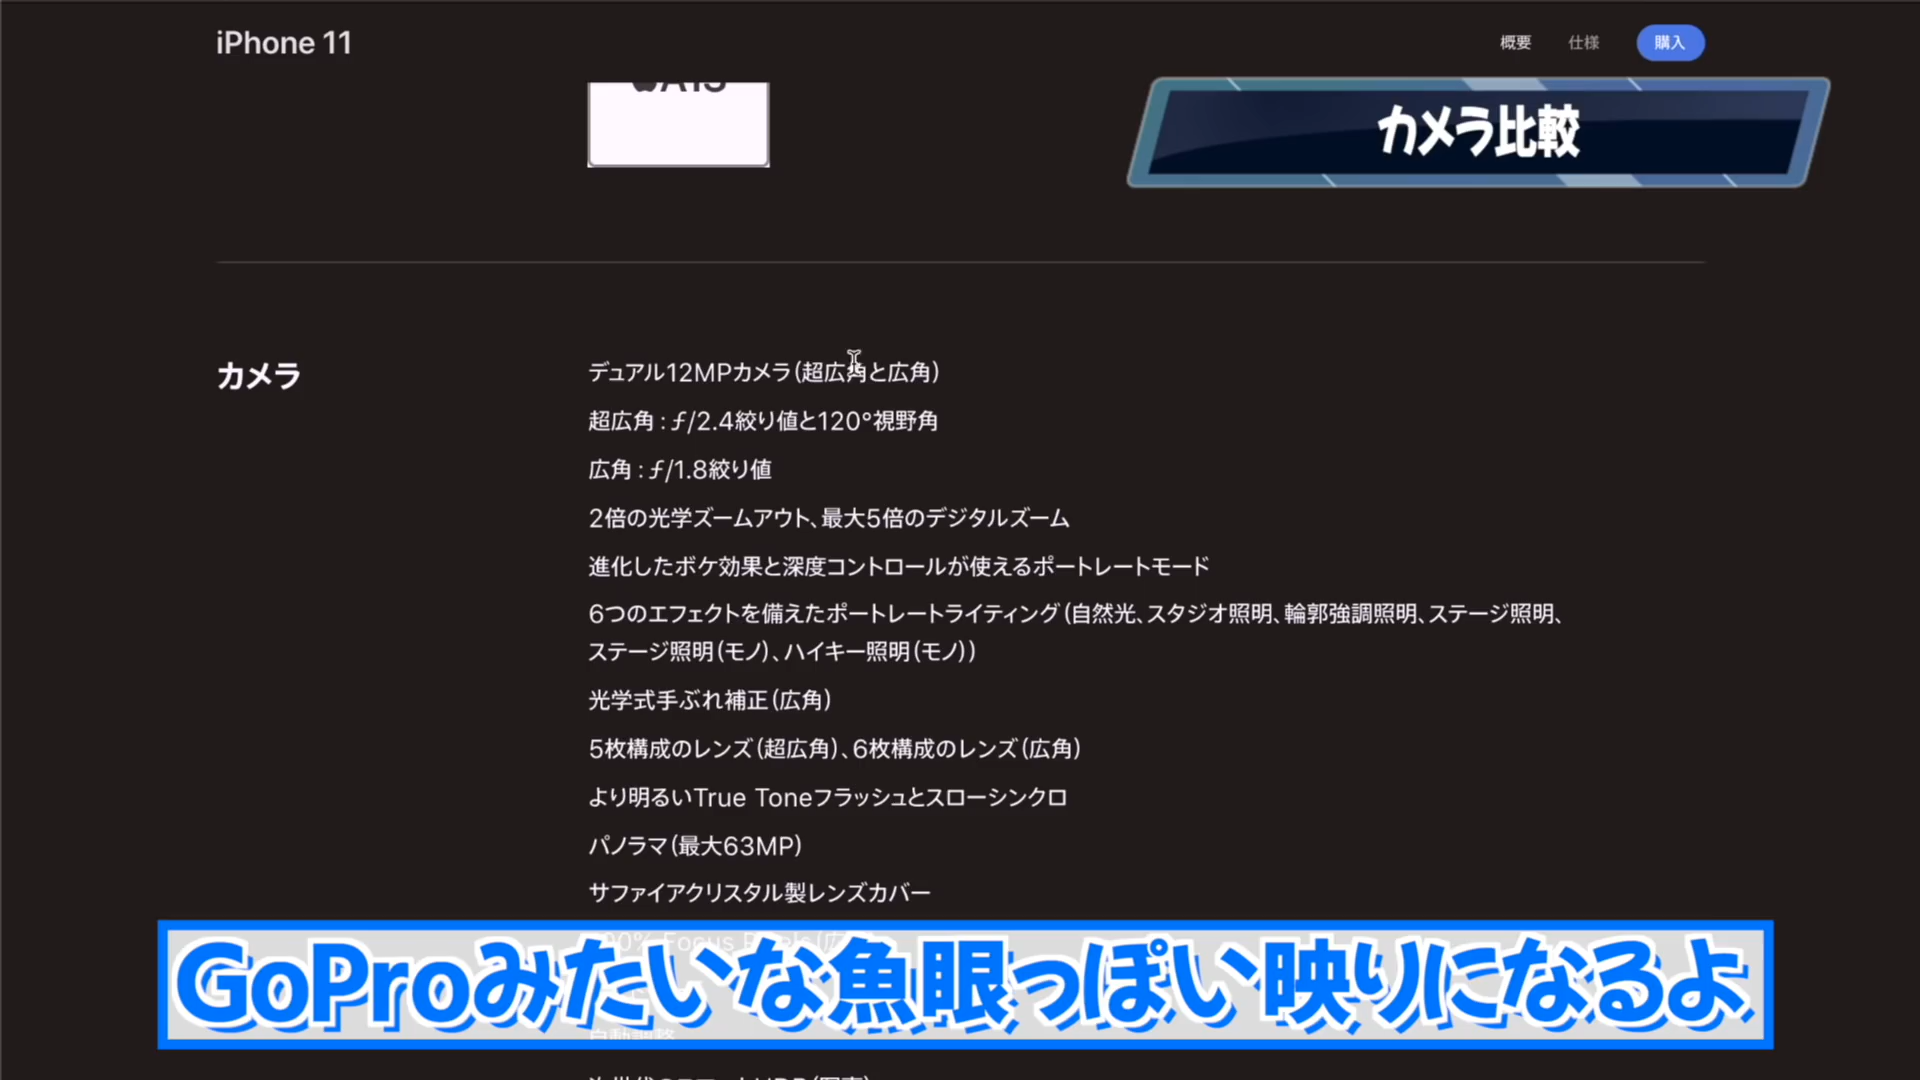 iPhone 11
概要 仕様 購入
カメラ比較
カメラ
デュアル12MPカメラ(超広角と広角)
超広角:ƒ/2.4絞り値と120°視野角
広角:ƒ/1.8絞り値
2倍の光学ズームアウト、最大5倍のデジタルズーム
進化したボケ効果と深度コントロールが使えるポートレートモード
6つのエフェクトを備えたポートレートライティング(自然光、スタジオ照明、輪郭強調照明、ステージ照明、
ステージ照明(モノ)、ハイキー照明(モノ))
光学式手ぶれ補正(広角)
5枚構成のレンズ(超広角)、6枚構成のレンズ(広角)
より明るいTrue Toneフラッシュとスローシンクロ
パノラマ(最大63MP)
サファイアクリスタル製レンズカバー
GoProみたいな魚眼っぽい映りになるよ